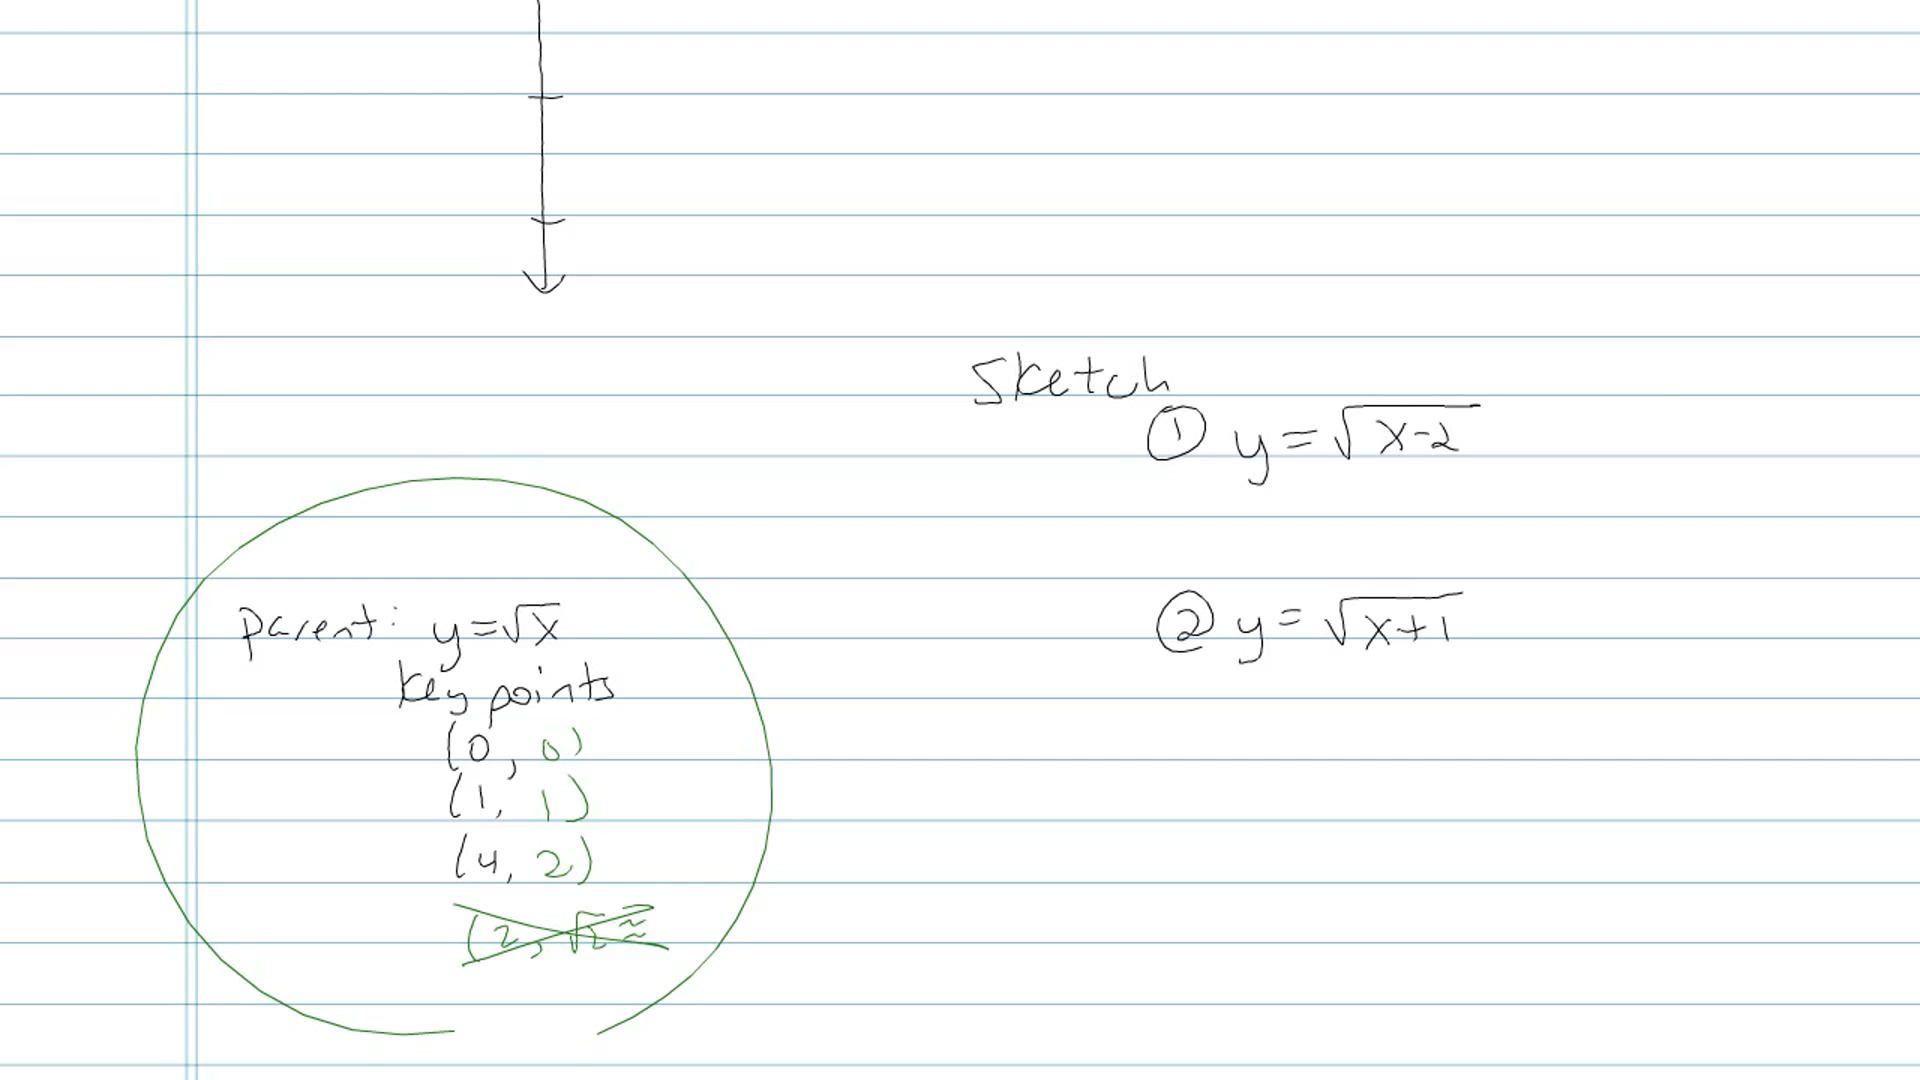 Sketch
① y=√x-2
② y=√x+1
parent: y=√x
key points
(0, 0)
(1, 1)
(4, 2)
(2, √2 ≈